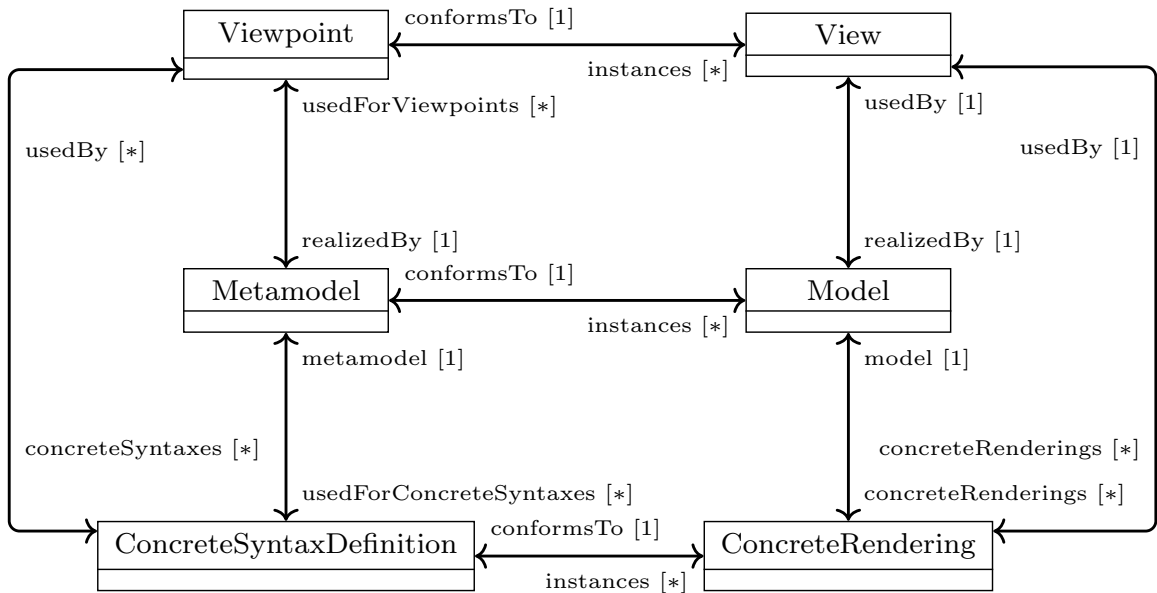 conformsTo [1]
Viewpoint
View
instances [*]
usedForViewpoints [*]
usedBy [1]
usedBy [*]
usedBy [1]
realizedBy [1]
realizedBy [1]
conformsTo [1]
Metamodel
Model
instances [*]
metamodel [1]
model [1]
concreteSyntaxes [*]
concreteRenderings [*]
usedForConcreteSyntaxes [*]
concreteRenderings [*]
conformsTo [1]
ConcreteSyntaxDefinition
ConcreteRendering
instances [*]